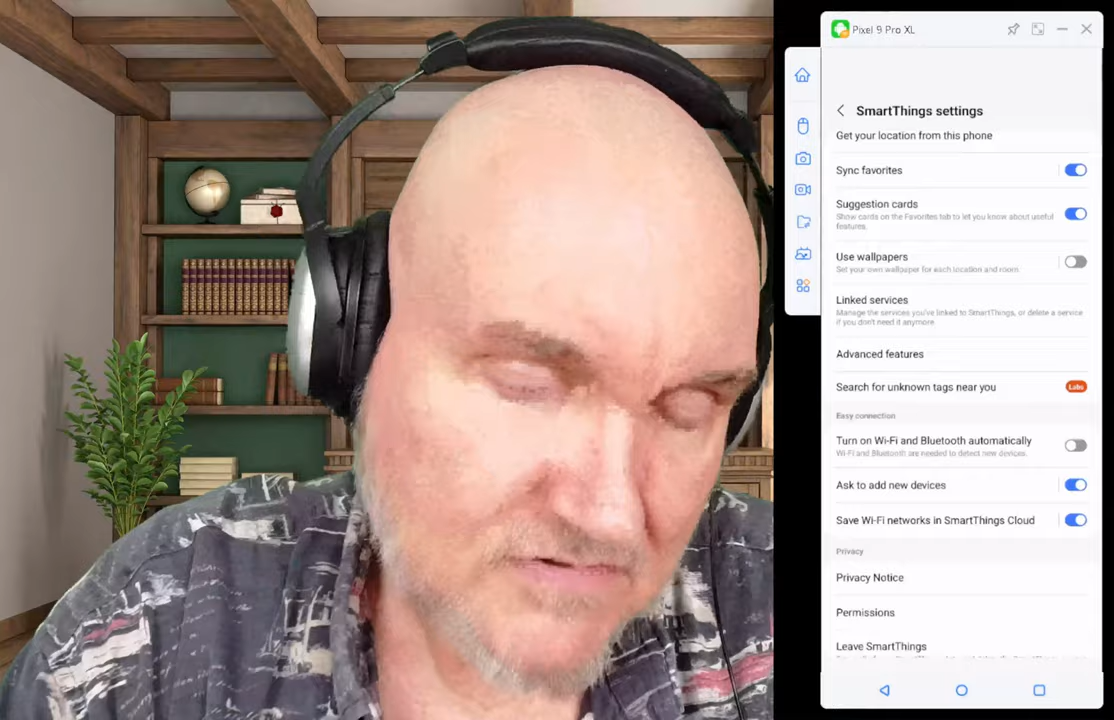 Pixel 9 Pro XL
SmartThings settings
Get your location from this phone
Sync favorites
Suggestion cards
Show cards on the Favorites tab to let you know about useful
features.
Use wallpapers
Set your own wallpaper for each location and room
Linked services
Manage the services you've linked to SmartThings, or delete a service
if you don't need it anymore
Advanced features
Search for unknown tags near you
Labs
Easy connection
Turn on Wi-Fi and Bluetooth automatically
Wi-Fi and Bluetooth are needed to detect new devices.
Ask to add new devices
Save Wi-Fi networks in SmartThings Cloud
Privacy
Privacy Notice
Permissions
Leave SmartThings